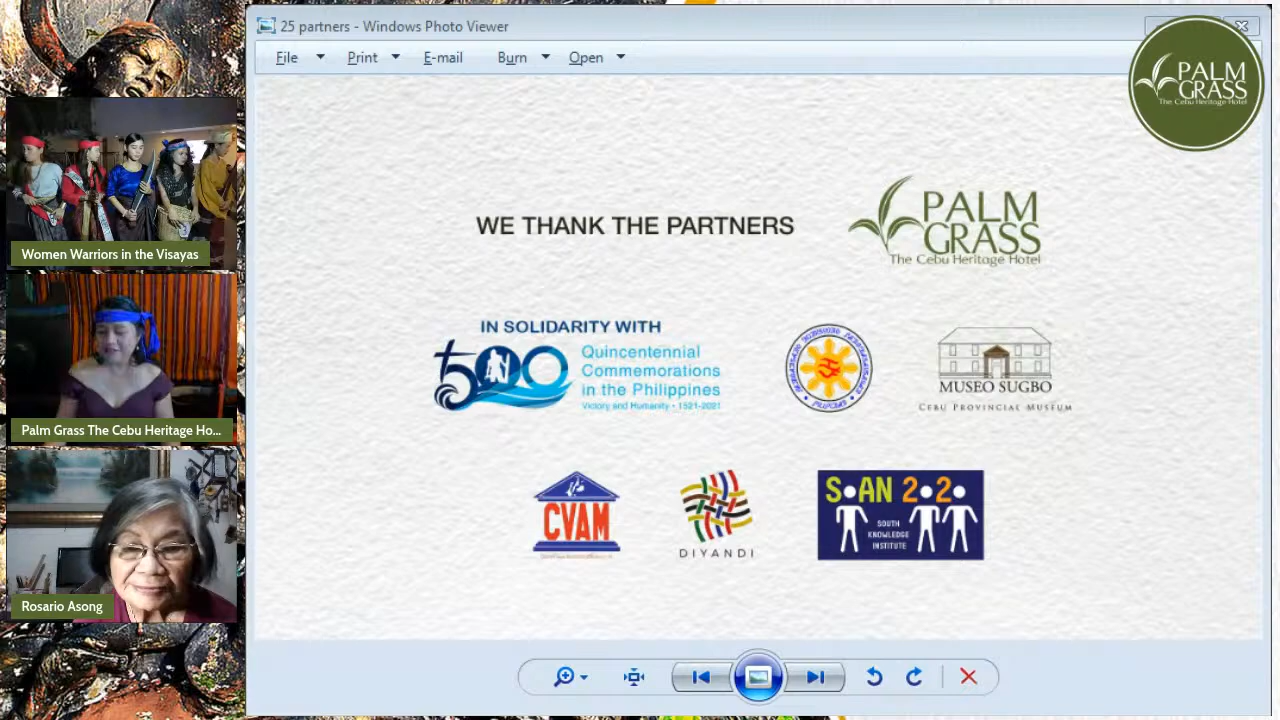 25 partners - Windows Photo Viewer
File
Print
E-mail
Burn
Open
PALM
GRASS
The Cebu Heritage Hotel
WE THANK THE PARTNERS
PALM
GRASS
The Cebu Heritage Hotel
IN SOLIDARITY WITH
500
Quincentennial
Commemorations
in the Philippines
Victory and Humanity • 1521-2021
MUSEO SUGBO
CEBU PROVINCIAL MUSEUM
CVAM
DIYANDI
SOAN 2020
SOUTH
KNOWLEDGE
INSTITUTE
Women Warriors in the Visayas
Palm Grass The Cebu Heritage Ho...
Rosario Asong